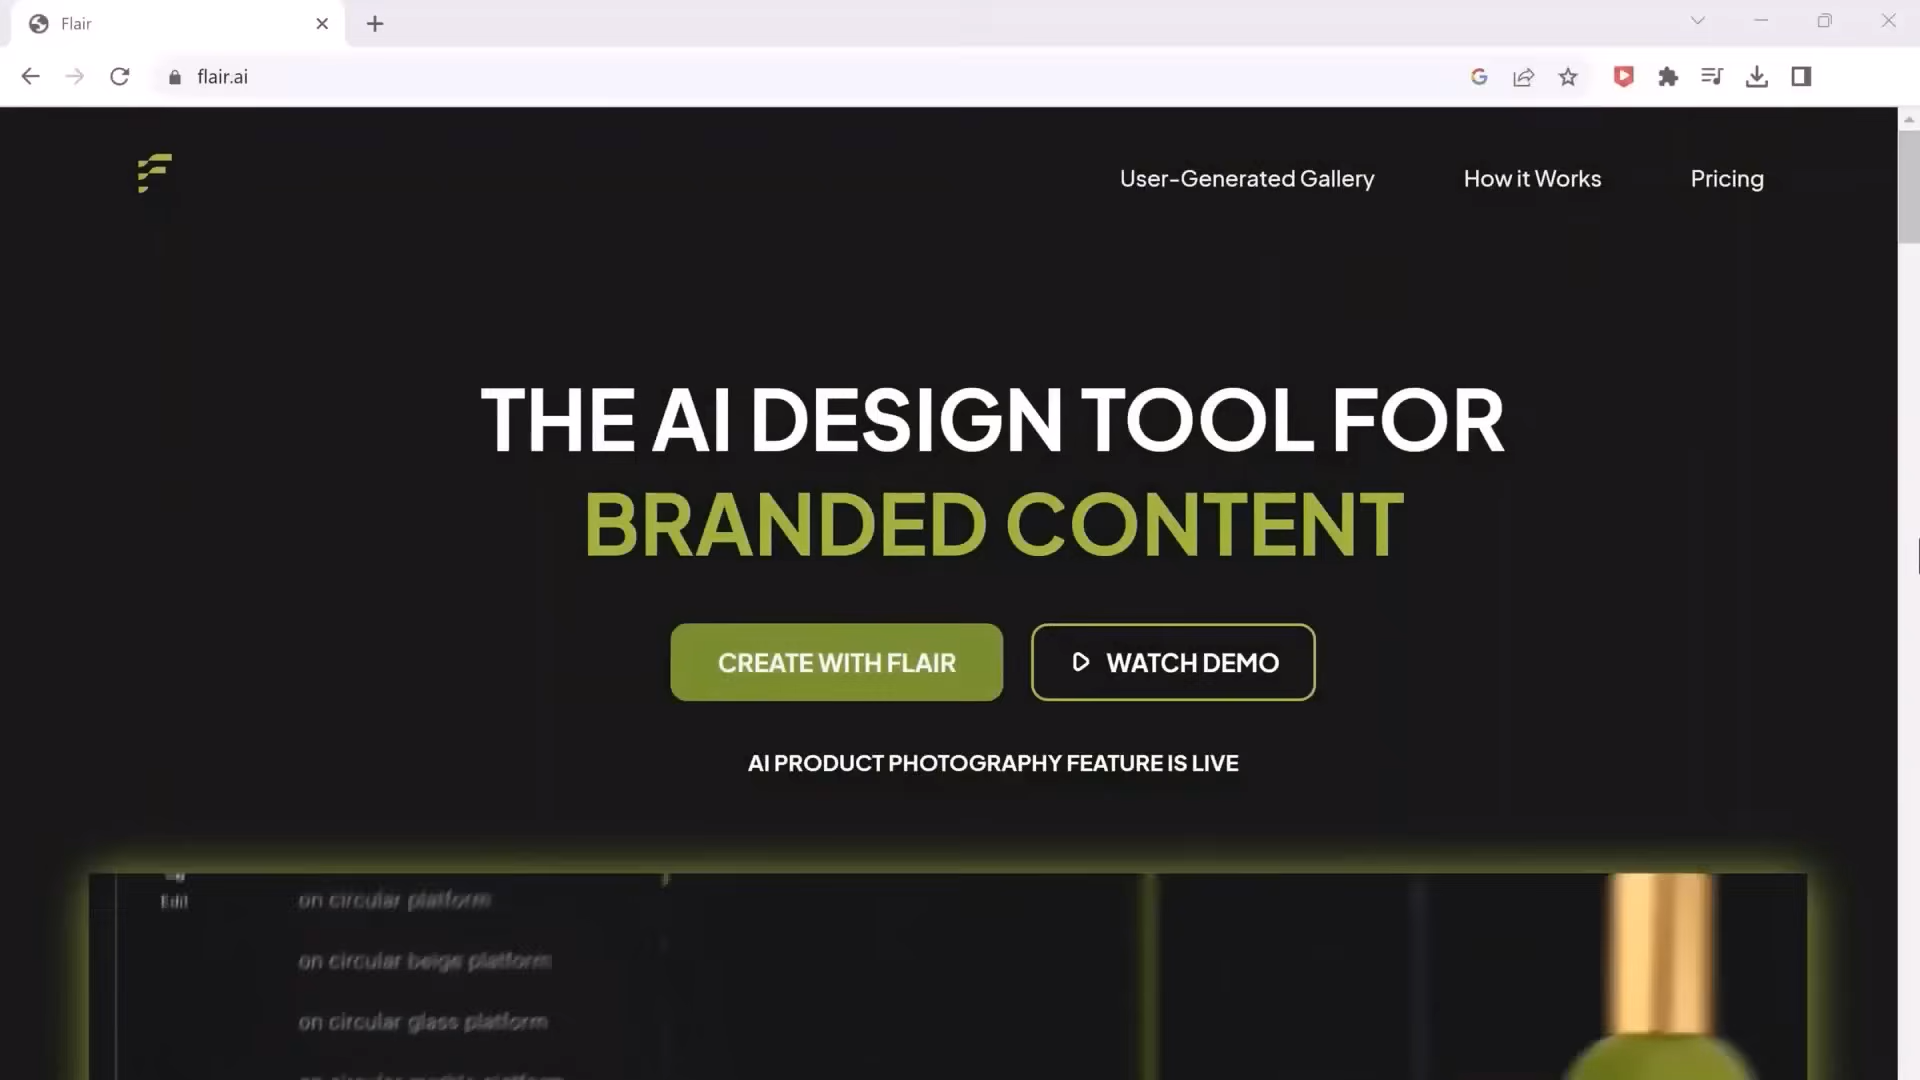 Flair
flair.ai
User-Generated Gallery
How it Works
Pricing
THE AI DESIGN TOOL FOR
BRANDED CONTENT
CREATE WITH FLAIR
WATCH DEMO
AI PRODUCT PHOTOGRAPHY FEATURE IS LIVE
Edit
on circular platform
on circular beige platform
on circular glass platform